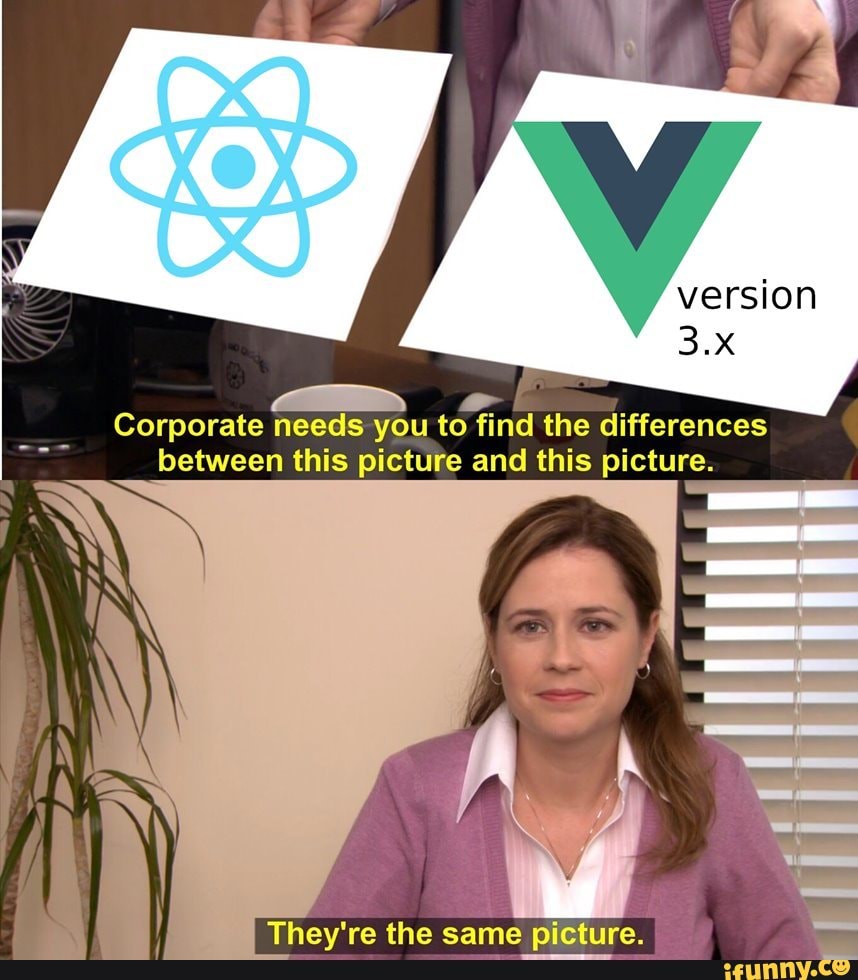 version
3.x
Corporate needs you to find the differences
between this picture and this picture.
They're the same picture.
ifunny.co